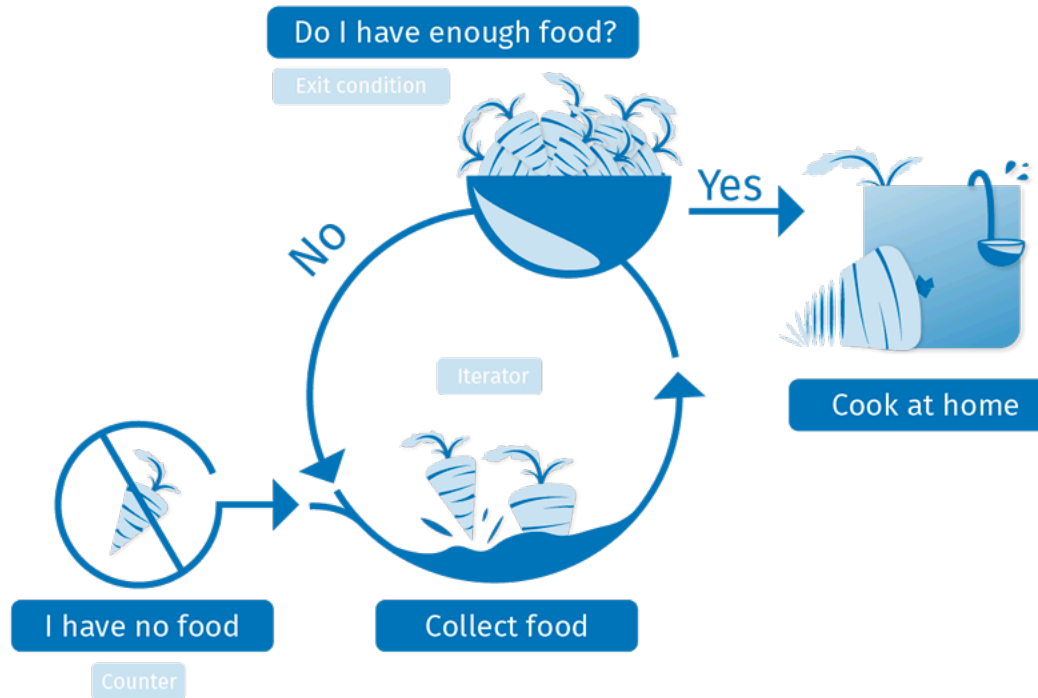 Do I have enough food?
Exit condition
Yes
No
Iterator
Cook at home
I have no food
Collect food
Counter